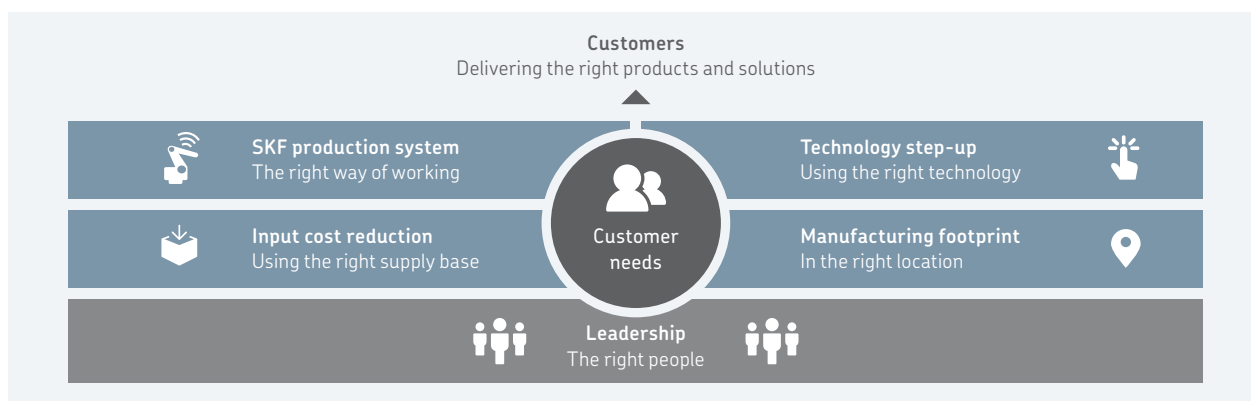 Customers
Delivering the right products and solutions
SKF production system
The right way of working
Technology step-up
Using the right technology
Input cost reduction
Using the right supply base
Customer
needs
Manufacturing footprint
In the right location
Leadership
The right people